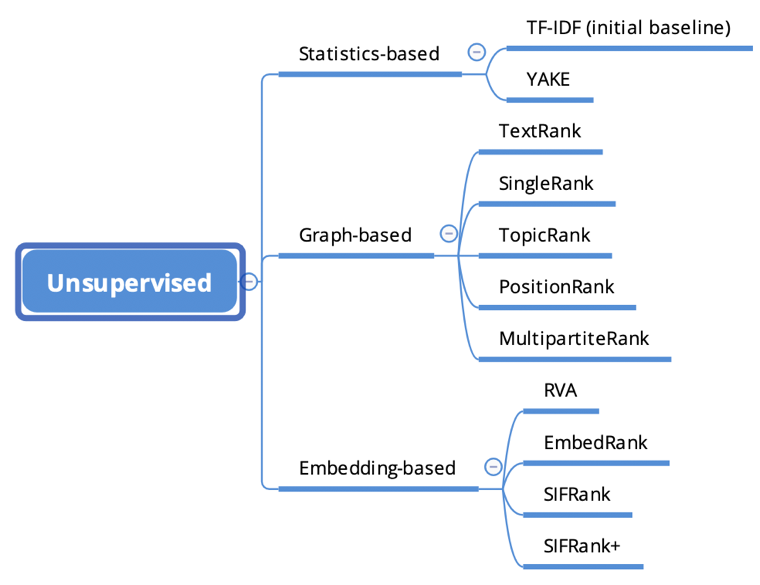 Unsupervised
Statistics-based
TF-IDF (initial baseline)
YAKE
Graph-based
TextRank
SingleRank
TopicRank
PositionRank
MultipartiteRank
Embedding-based
RVA
EmbedRank
SIFRank
SIFRank+